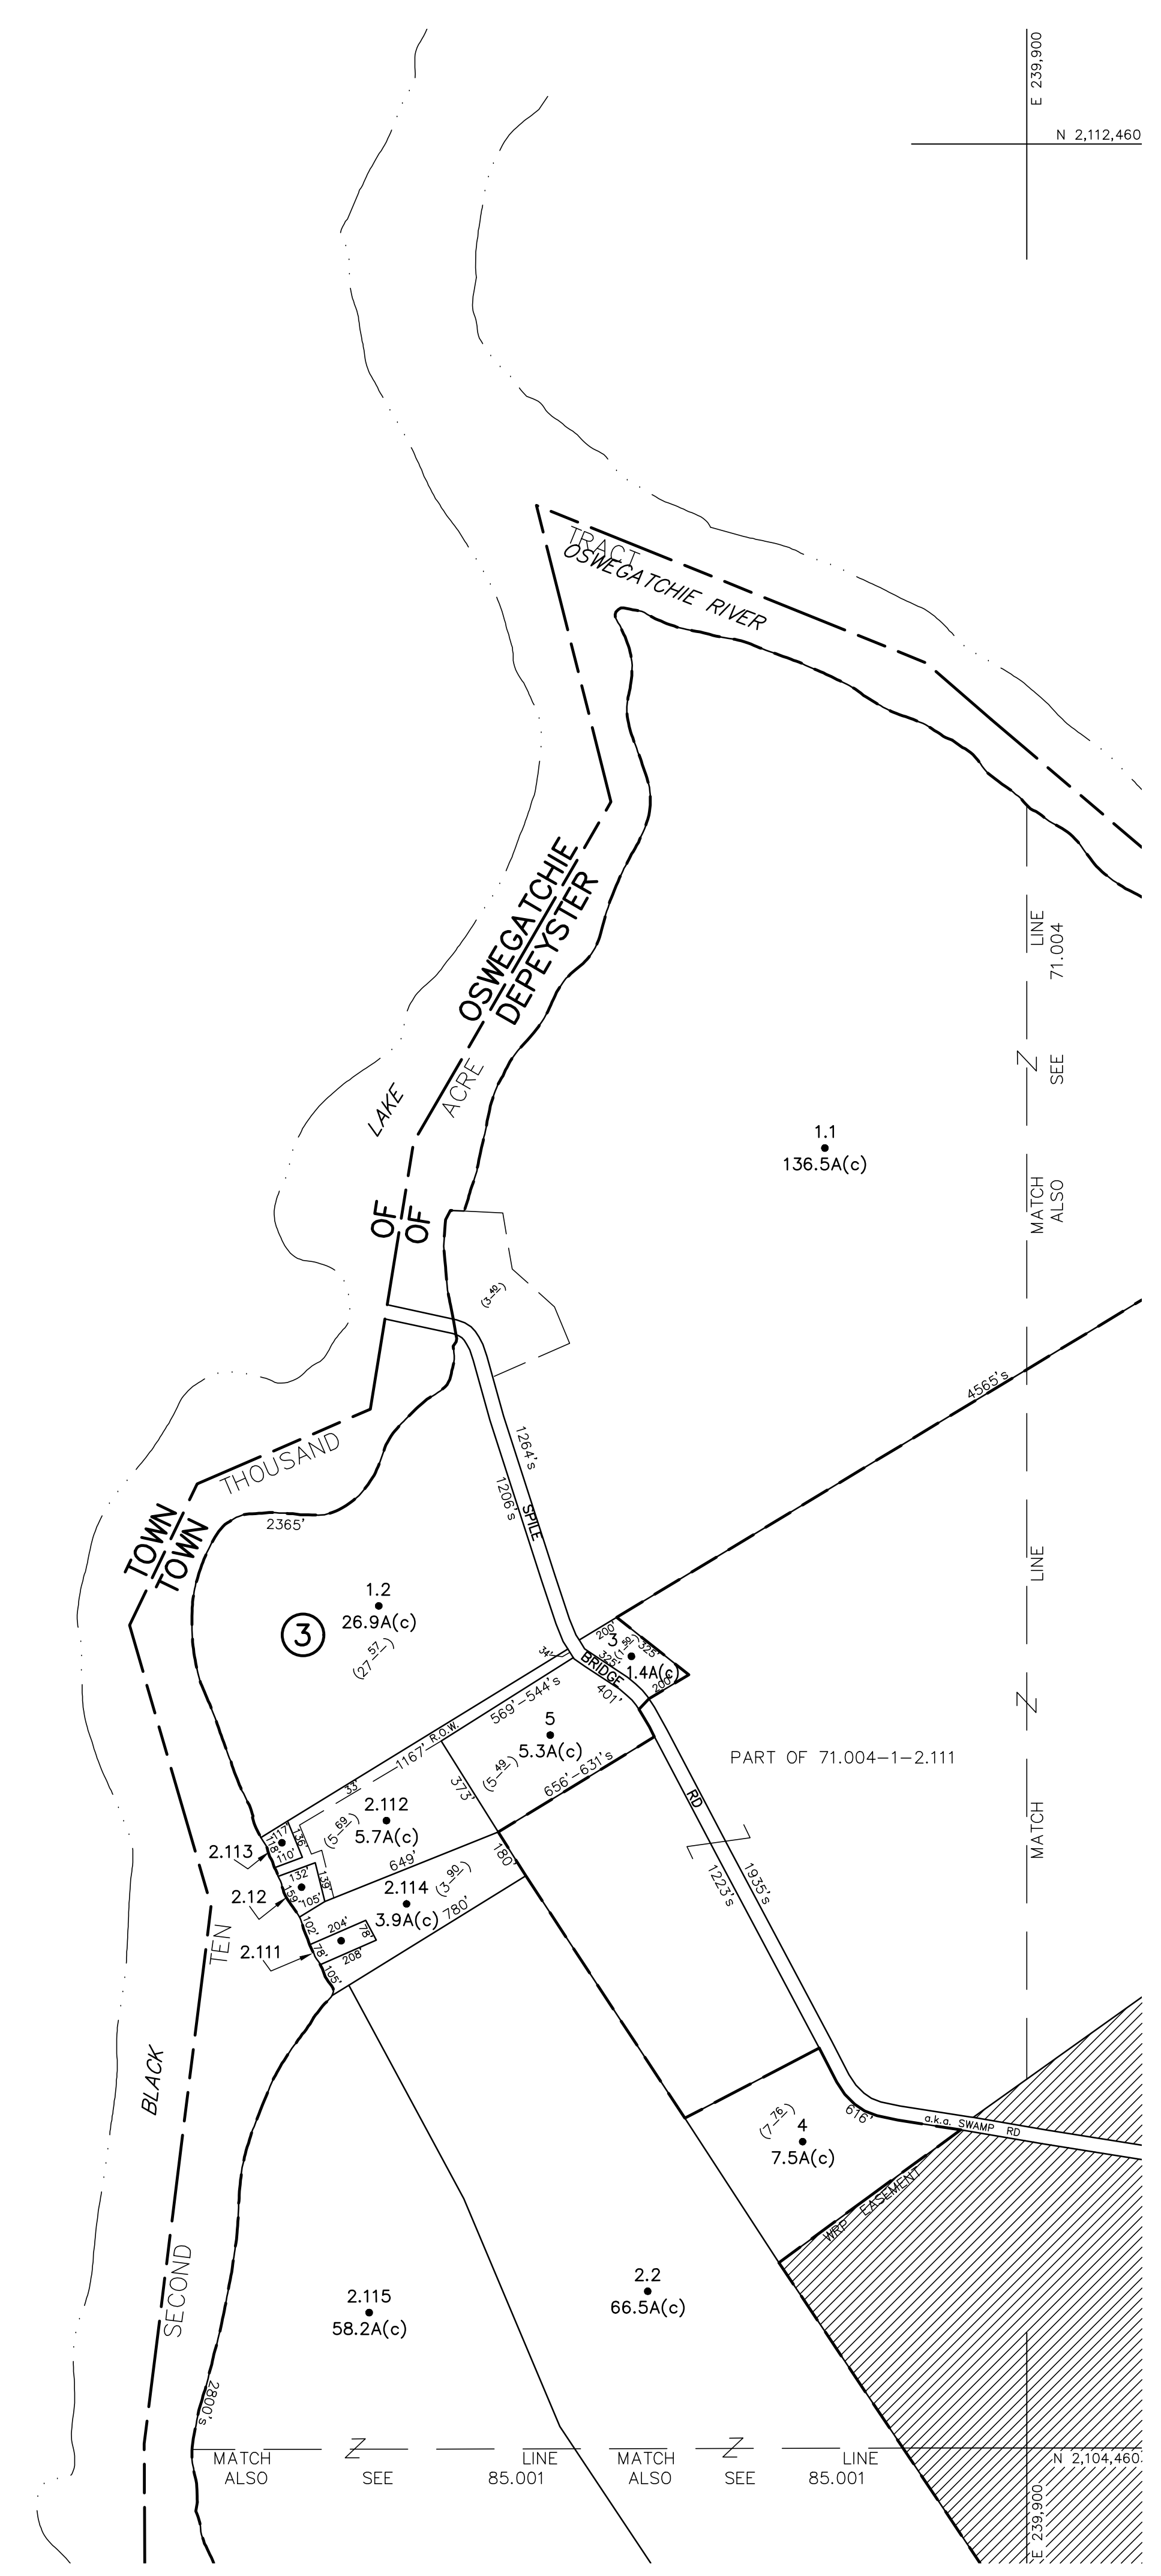 E 239,900
N 2,112,460
TRACT
OSWEGATCHIE RIVER
OSWEGATCHIE
DEPEYSTER
LINE
71.004
SEE
ACRE
LAKE
1.1
136.5A(c)
MATCH
ALSO
OF
OF
(3-40)
4565's
1264's
1206's
SPILE
THOUSAND
2365'
TOWN
TOWN
LINE
1.2
26.9A(c)
(27-57)
3
200'
3
(1-50)
325'
325'
1.4A(c)
200'
BRIDGE
34'
401'
569'-544's
R.O.W.
1167'
33'
5
5.3A(c)
(5-49)
656'-631's
373'
PART OF 71.004-1-2.111
RD
MATCH
2.112
5.7A(c)
(5-69)
117'
118'
136'
110'
2.113
649'
180'
132'
139'
159'
105'
2.12
2.114
3.9A(c)
(3-90)
780'
1223's
1935's
102'
204'
78'
78'
208'
105'
2.111
TEN
BLACK
616'
a.k.a. SWAMP RD
(7-76)
4
7.5A(c)
WRP EASEMENT
SECOND
2.2
66.5A(c)
2.115
58.2A(c)
2800's
MATCH LINE MATCH LINE
ALSO SEE 85.001 ALSO SEE 85.001
N 2,104,460
E 239,900